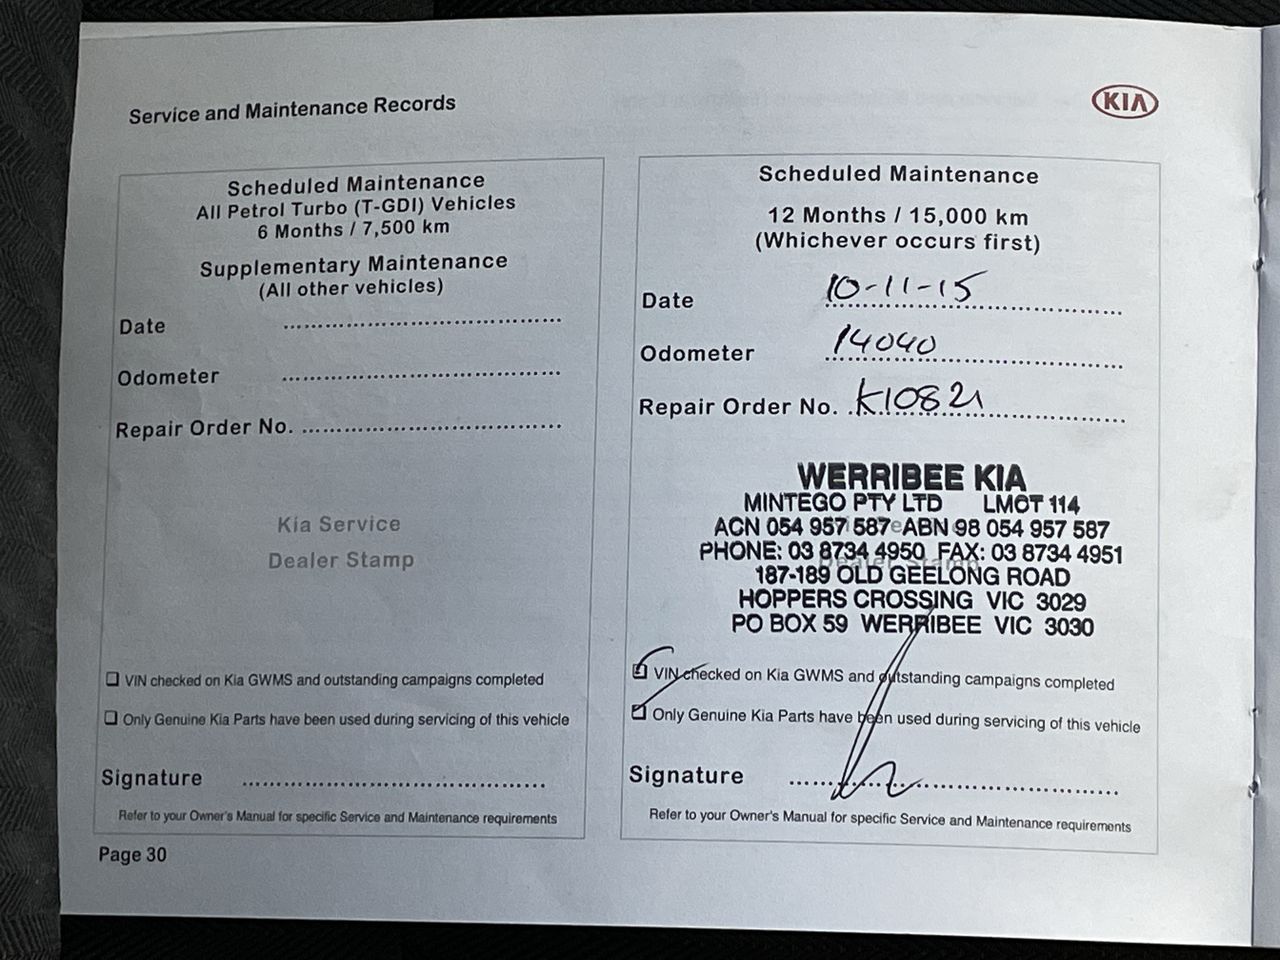 Service and Maintenance Records
KIA
Scheduled Maintenance
All Petrol Turbo (T-GDI) Vehicles
6 Months / 7,500 km
Supplementary Maintenance
(All other vehicles)
Date
Odometer
Repair Order No.
Kia Service
Dealer Stamp
VIN checked on Kia GWMS and outstanding campaigns completed
Only Genuine Kia Parts have been used during servicing of this vehicle
Signature
Refer to your Owner's Manual for specific Service and Maintenance requirements
Scheduled Maintenance
12 Months / 15,000 km
(Whichever occurs first)
Date 10-11-15
Odometer 14040
Repair Order No. K10821
WERRIBEE KIA
MINTEGO PTY LTD LMCT 114
ACN 054 957 587 ABN 98 054 957 587
PHONE: 03 8734 4950 FAX: 03 8734 4951
Dealer Stamp
187-189 OLD GEELONG ROAD
HOPPERS CROSSING VIC 3029
PO BOX 59 WERRIBEE VIC 3030
VIN checked on Kia GWMS and outstanding campaigns completed
Only Genuine Kia Parts have been used during servicing of this vehicle
Signature
Refer to your Owner's Manual for specific Service and Maintenance requirements
Page 30